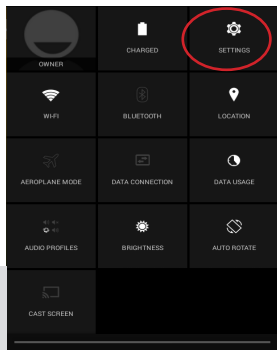 OWNER
CHARGED
SETTINGS
WI-FI
BLUETOOTH
LOCATION
AEROPLANE MODE
DATA CONNECTION
DATA USAGE
AUDIO PROFILES
BRIGHTNESS
AUTO ROTATE
CAST SCREEN